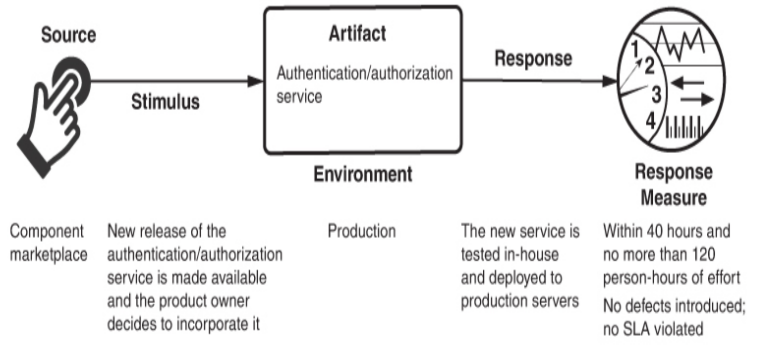 Source
Stimulus
Artifact
Authentication/authorization
service
Environment
Response
1
2
3
4
Response
Measure
Component
marketplace
New release of the
authentication/authorization
service is made available
and the product owner
decides to incorporate it
Production
The new service is
tested in-house
and deployed to
production servers
Within 40 hours and
no more than 120
person-hours of effort
No defects introduced;
no SLA violated